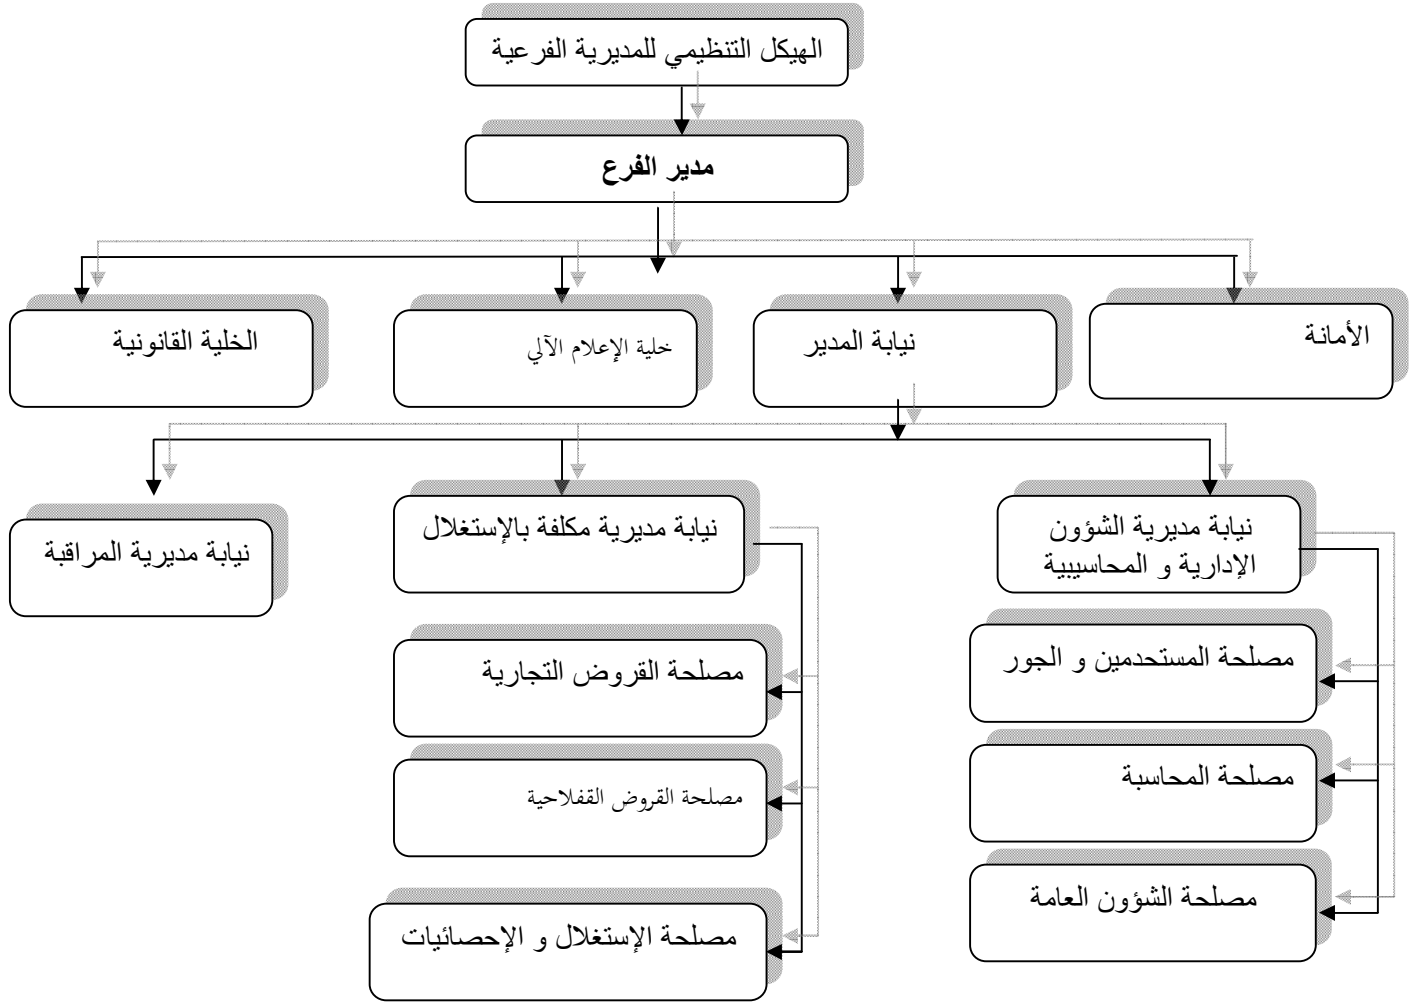 الهيكل التنظيمي للمديرية الفرعية
مدير الفرع
الأمانة
نيابة المدير
خلية الإعلام الآلي
الخلية القانونية
نيابة مديرية الشؤون
الإدارية و المحاسيبية
نيابة مديرية مكلفة بالإستغلال
نيابة مديرية المراقبة
مصلحة المستحدمين و الجور
مصلحة المحاسبة
مصلحة الشؤون العامة
مصلحة القروض التجارية
مصلحة القروض القفلاحية
مصلحة الإستغلال و الإحصائيات